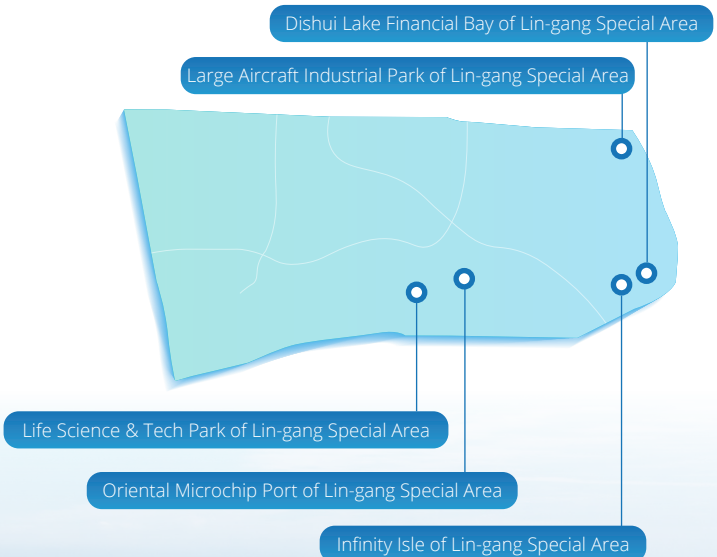 Dishui Lake Financial Bay of Lin-gang Special Area
Large Aircraft Industrial Park of Lin-gang Special Area
Life Science & Tech Park of Lin-gang Special Area
Oriental Microchip Port of Lin-gang Special Area
Infinity Isle of Lin-gang Special Area